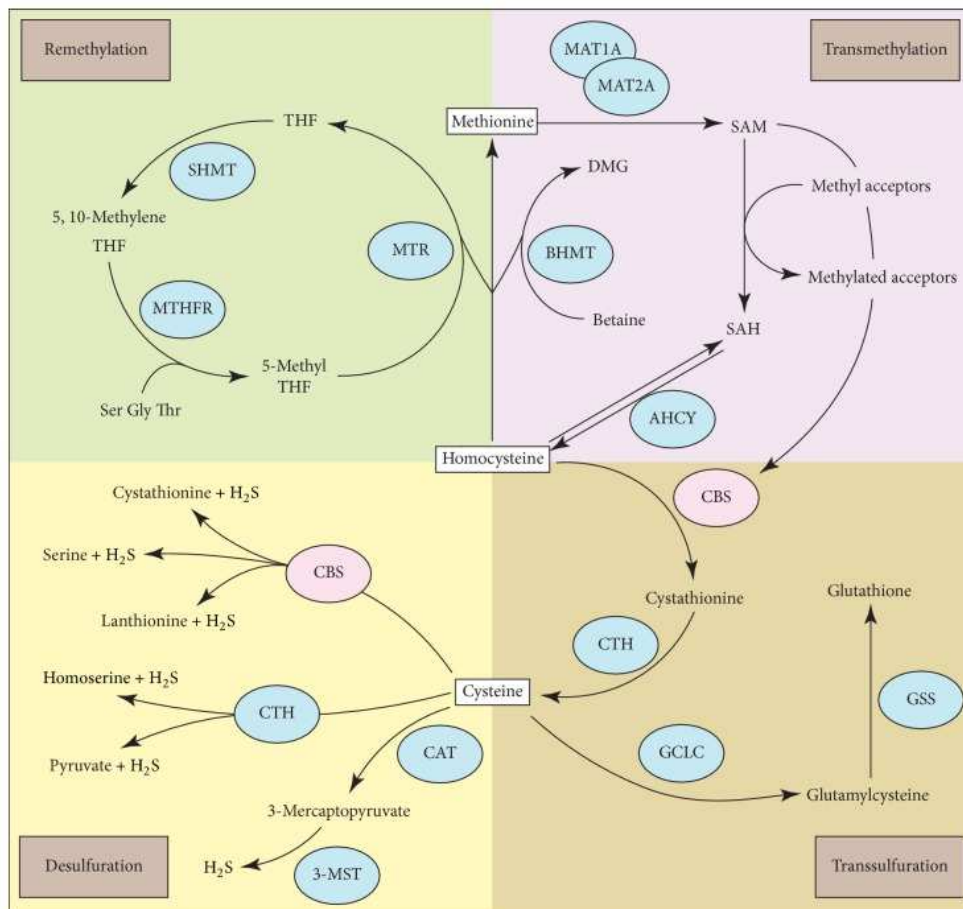 Remethylation
THF
SHMT
5, 10-Methylene
THF
MTHFR
Ser Gly Thr
5-Methyl
THF
MTR
Transmethylation
MAT1A
MAT2A
Methionine
SAM
DMG
BHMT
Betaine
Methyl acceptors
Methylated acceptors
SAH
AHCY
Homocysteine
Cystathionine + H₂S
Serine + H₂S
Lanthionine + H₂S
CBS
Homoserine + H₂S
CTH
Pyruvate + H₂S
Cysteine
CAT
3-Mercaptopyruvate
H₂S
3-MST
Desulfuration
CBS
Cystathionine
CTH
Glutathione
GSS
GCLC
Glutamylcysteine
Transsulfuration